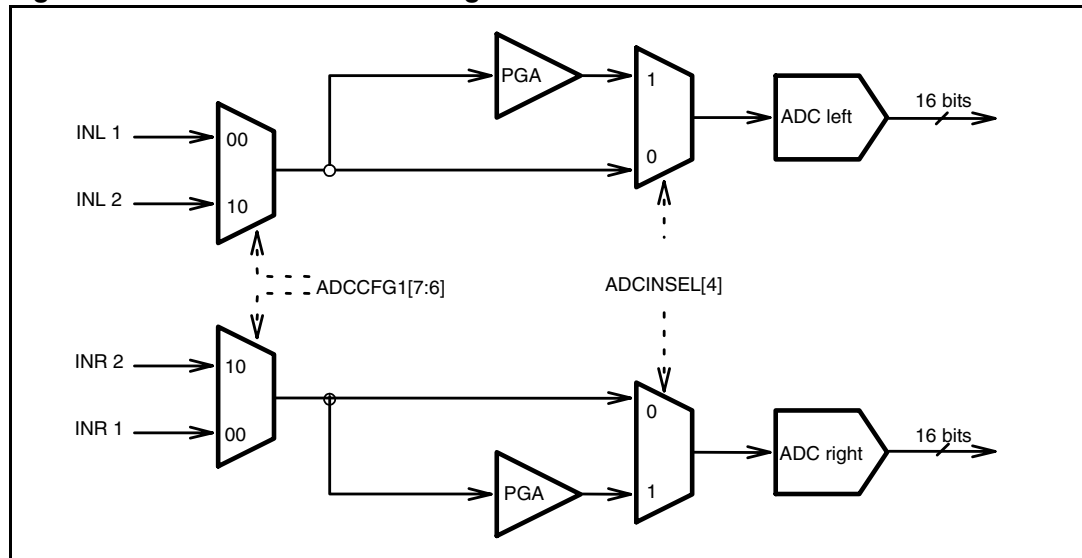 PGA
1
ADC left
16 bits
INL 1
00
0
INL 2
10
ADCCFG1[7:6]
ADCINSEL[4]
INR 2
10
0
INR 1
00
ADC right
16 bits
PGA
1